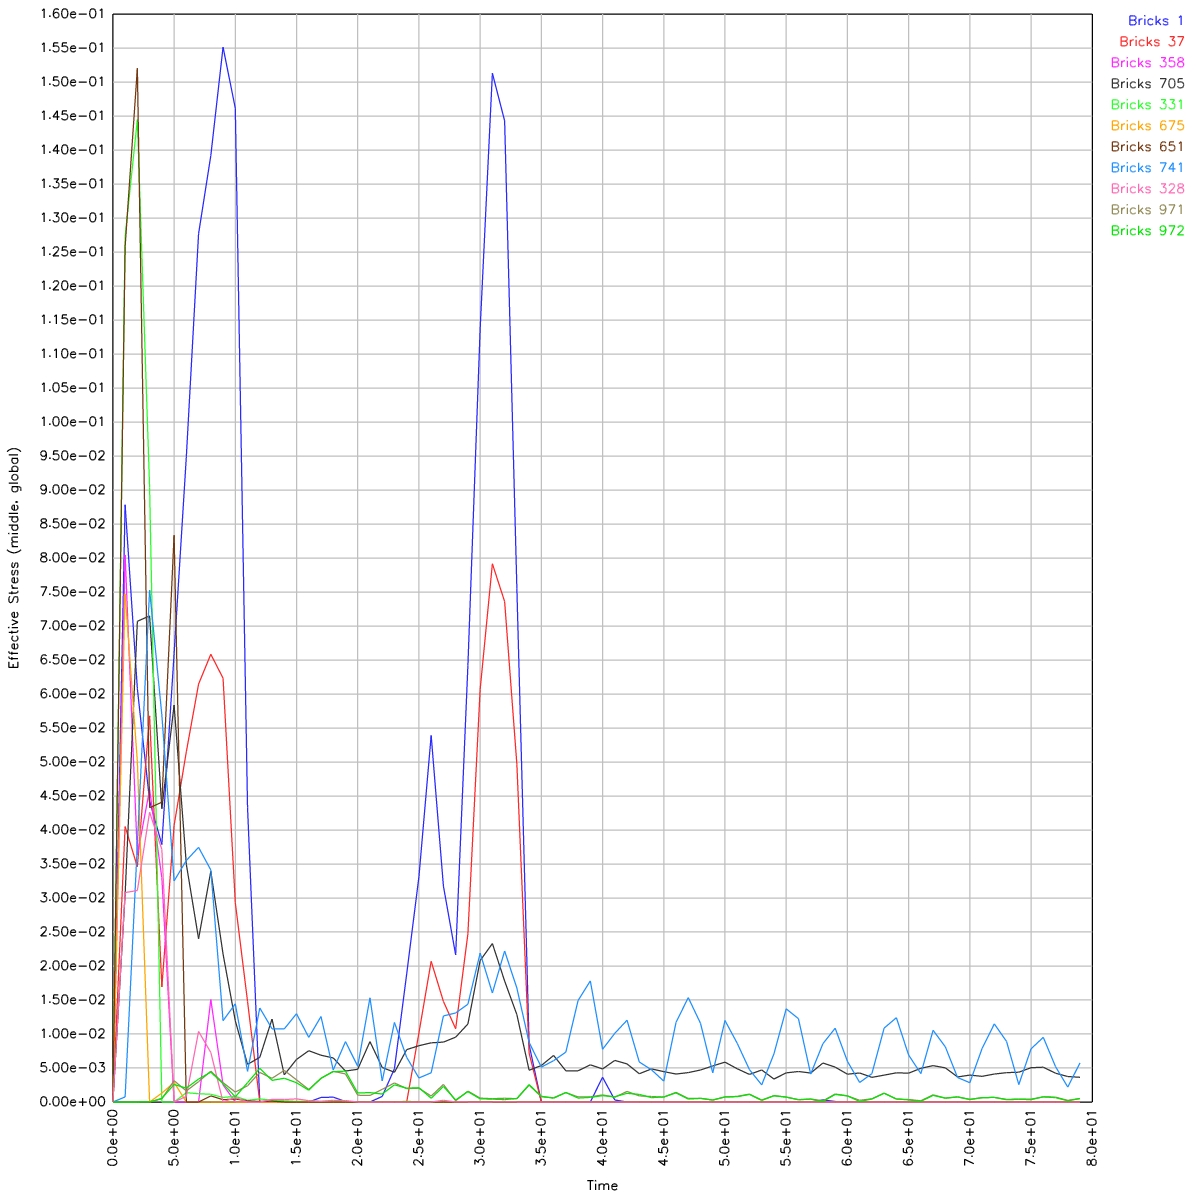 1.60e−01
1.55e−01
1.50e−01
1.45e−01
1.40e−01
1.35e−01
1.30e−01
1.25e−01
1.20e−01
1.15e−01
1.10e−01
1.05e−01
1.00e−01
9.50e−02
9.00e−02
8.50e−02
8.00e−02
7.50e−02
7.00e−02
6.50e−02
6.00e−02
5.50e−02
5.00e−02
4.50e−02
4.00e−02
3.50e−02
3.00e−02
2.50e−02
2.00e−02
1.50e−02
1.00e−02
5.00e−03
0.00e+00
Effective Stress (middle, global)
0.0e+00
5.0e+00
1.0e+01
1.5e+01
2.0e+01
2.5e+01
3.0e+01
3.5e+01
4.0e+01
4.5e+01
5.0e+01
5.5e+01
6.0e+01
6.5e+01
7.0e+01
7.5e+01
8.0e+01
Time
Bricks 1
Bricks 37
Bricks 358
Bricks 705
Bricks 331
Bricks 675
Bricks 651
Bricks 741
Bricks 328
Bricks 971
Bricks 972